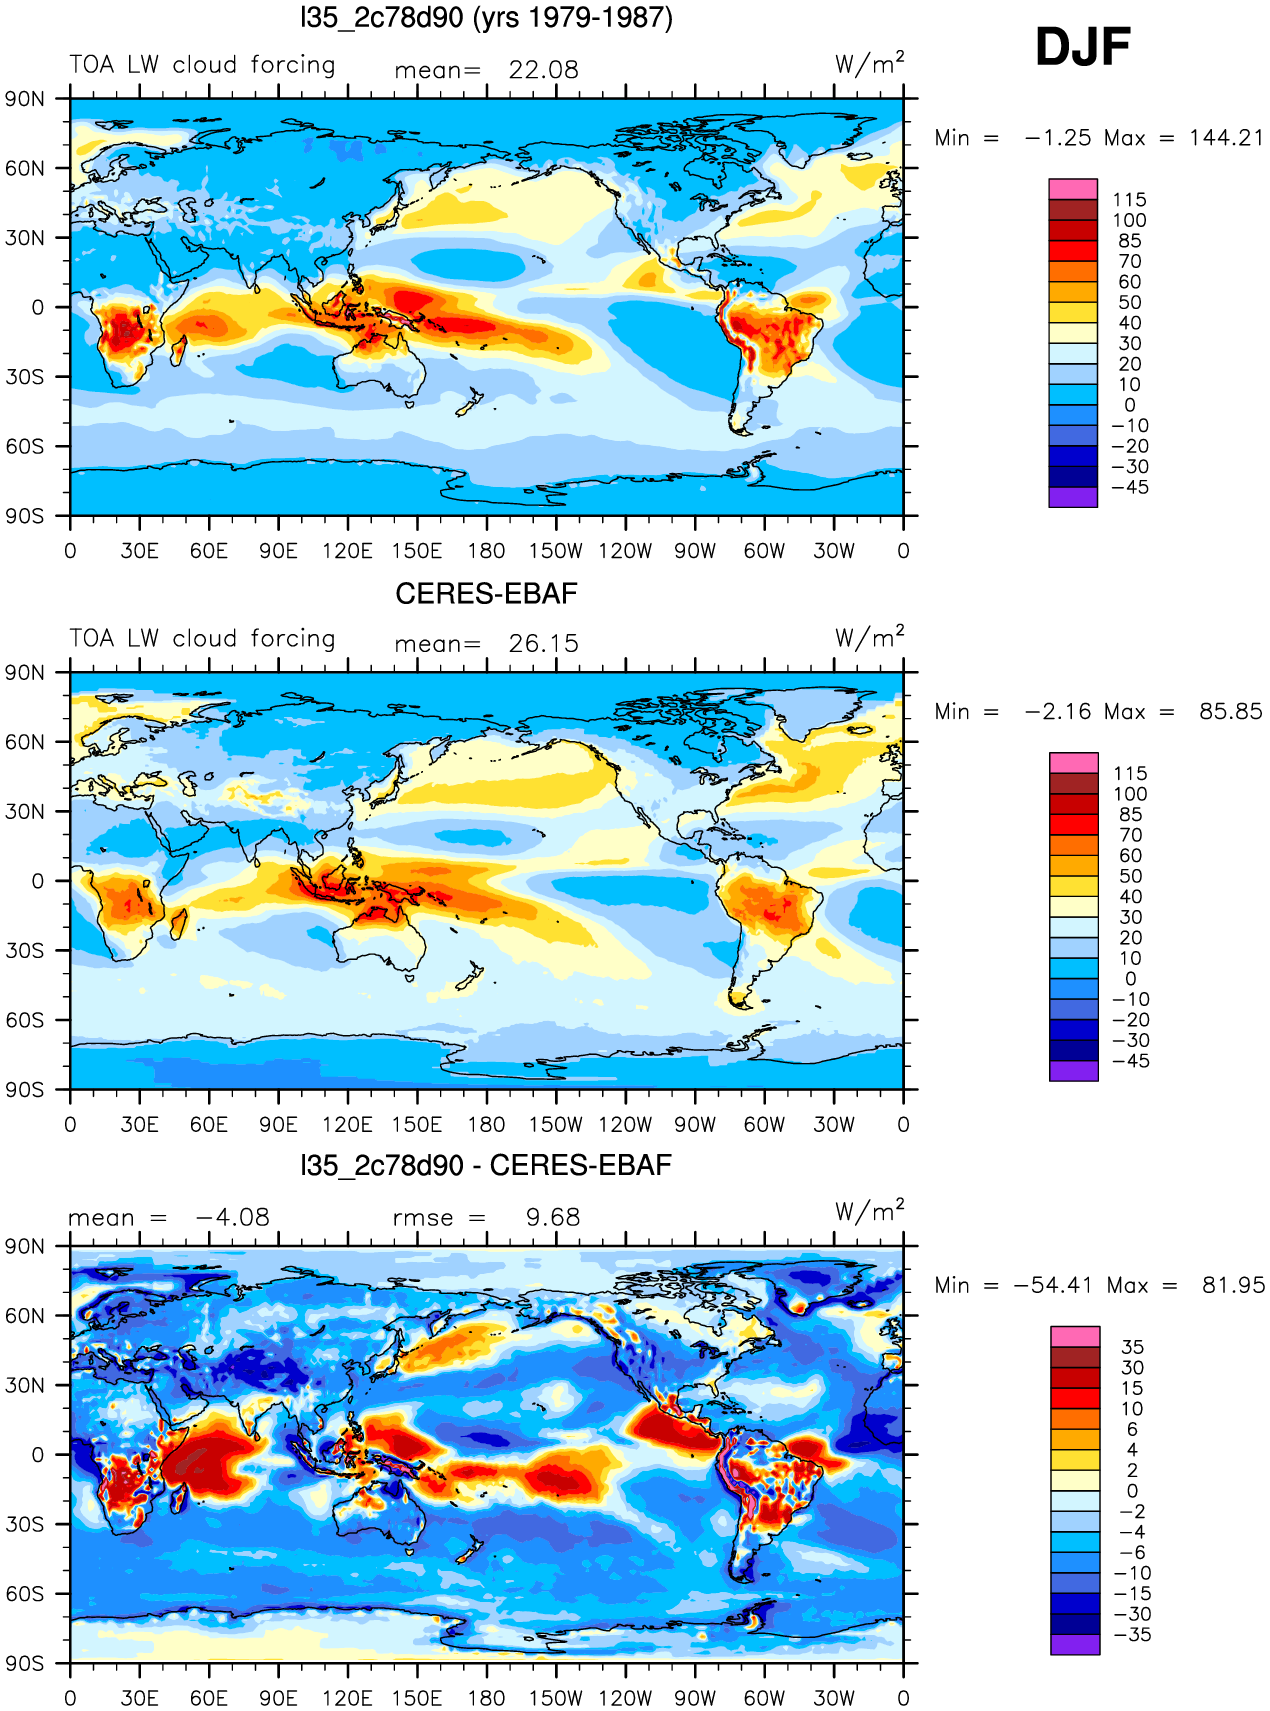 l35_2c78d90 (yrs 1979-1987)
DJF
TOA LW cloud forcing mean= 22.08 W/m²
Min = −1.25 Max = 144.21
90N
60N
30N
0
30S
60S
90S
0 30E 60E 90E 120E 150E 180 150W 120W 90W 60W 30W 0
115
100
85
70
60
50
40
30
20
10
0
−10
−20
−30
−45
CERES-EBAF
TOA LW cloud forcing mean= 26.15 W/m²
Min = −2.16 Max = 85.85
90N
60N
30N
0
30S
60S
90S
0 30E 60E 90E 120E 150E 180 150W 120W 90W 60W 30W 0
115
100
85
70
60
50
40
30
20
10
0
−10
−20
−30
−45
l35_2c78d90 - CERES-EBAF
mean = −4.08 rmse = 9.68 W/m²
Min = −54.41 Max = 81.95
90N
60N
30N
0
30S
60S
90S
0 30E 60E 90E 120E 150E 180 150W 120W 90W 60W 30W 0
35
30
15
10
6
4
2
0
−2
−4
−6
−10
−15
−30
−35